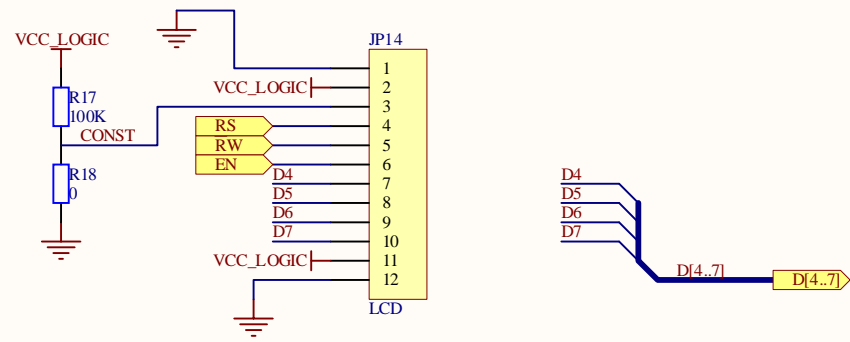 VCC_LOGIC
R17
100K
CONST
R18
0
JP14
1
VCC_LOGIC 2
3
RS 4
RW 5
EN 6
D4 7
D5 8
D6 9
D7 10
VCC_LOGIC 11
12
LCD
D4
D5
D6
D7
D[4..7]
D[4..7]